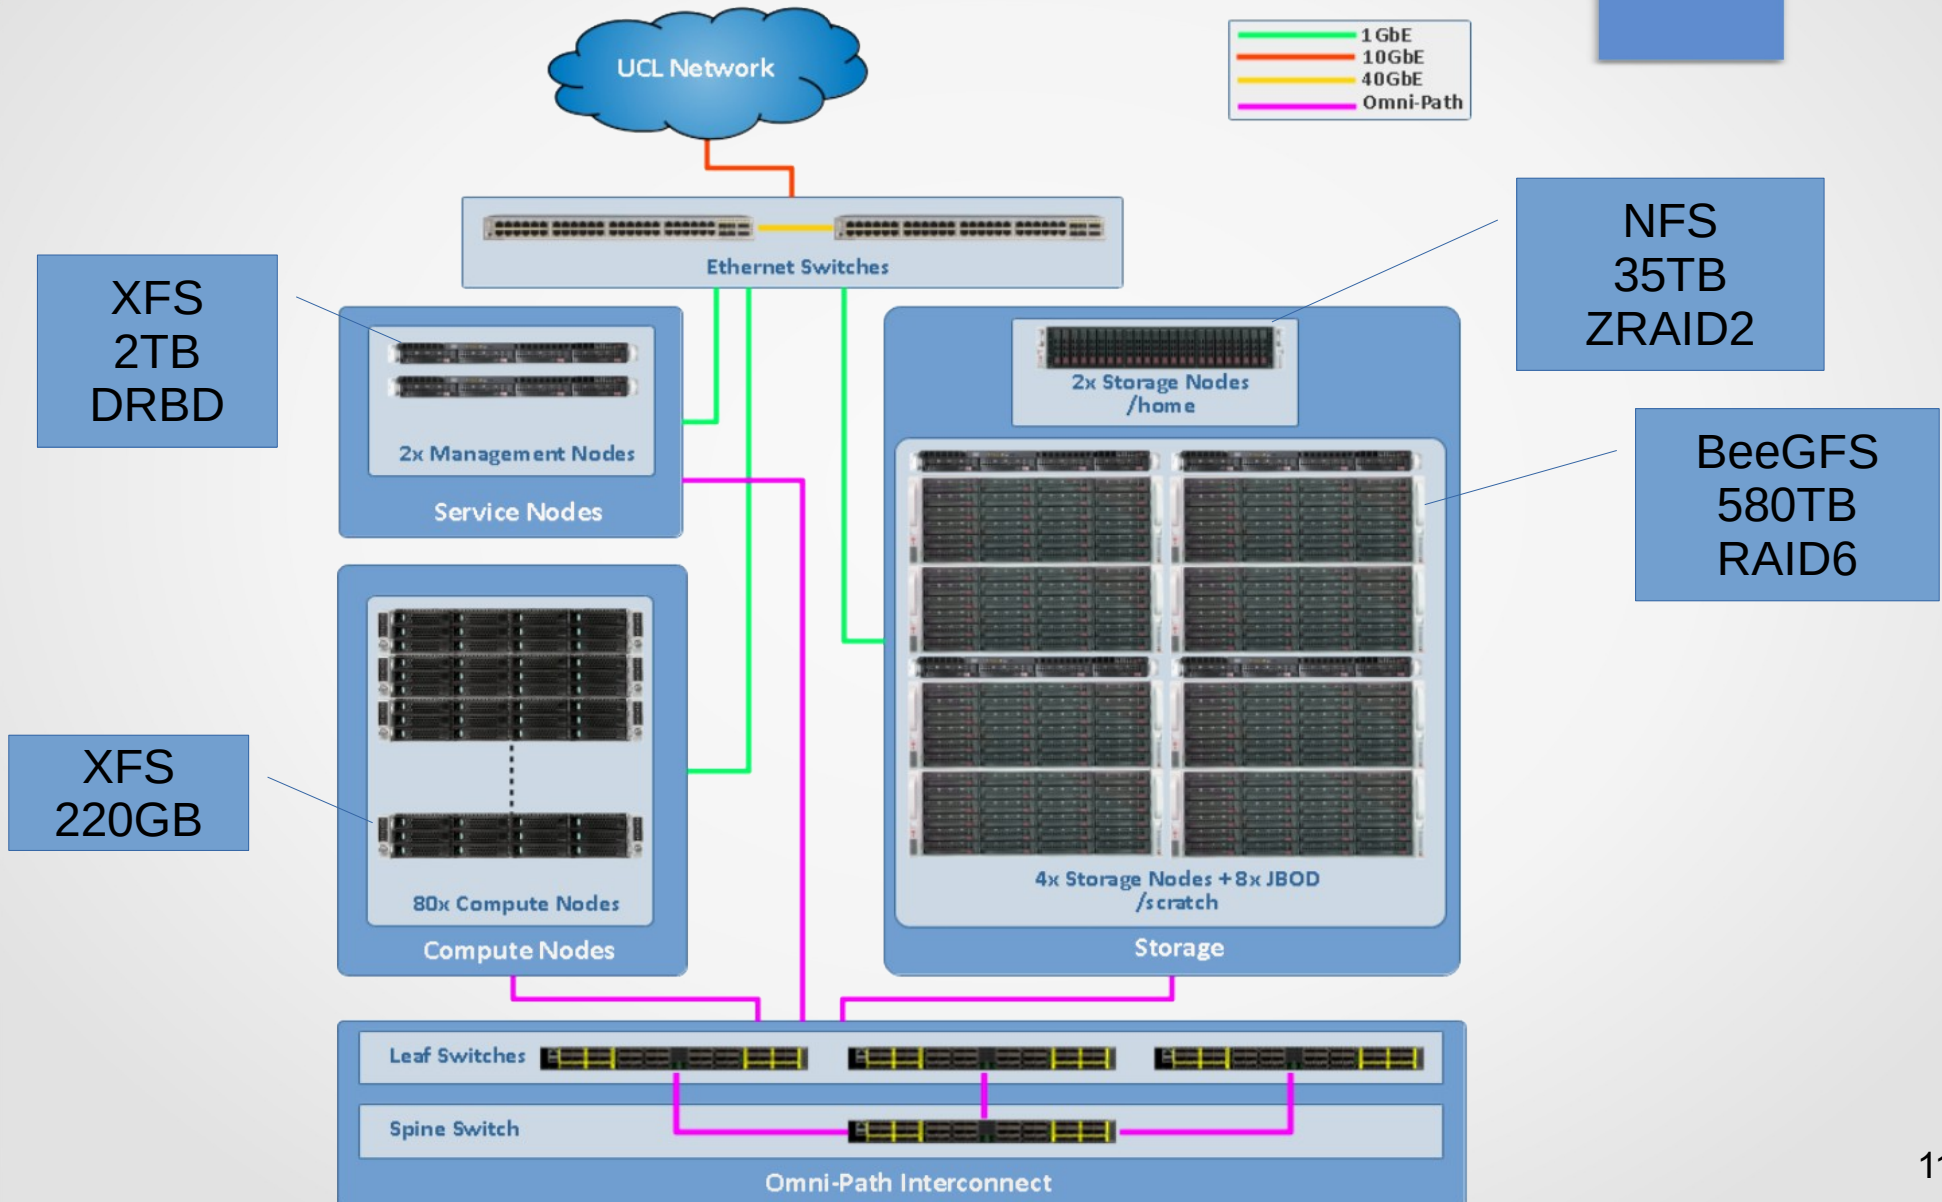 UCL Network
1GbE
10GbE
40GbE
Omni-Path
Ethernet Switches
XFS
2TB
DRBD
NFS
35TB
ZRAID2
2x Management Nodes
Service Nodes
2x Storage Nodes
/home
BeeGFS
580TB
RAID6
XFS
220GB
80x Compute Nodes
Compute Nodes
4x Storage Nodes + 8x JBOD
/scratch
Storage
Leaf Switches
Spine Switch
Omni-Path Interconnect